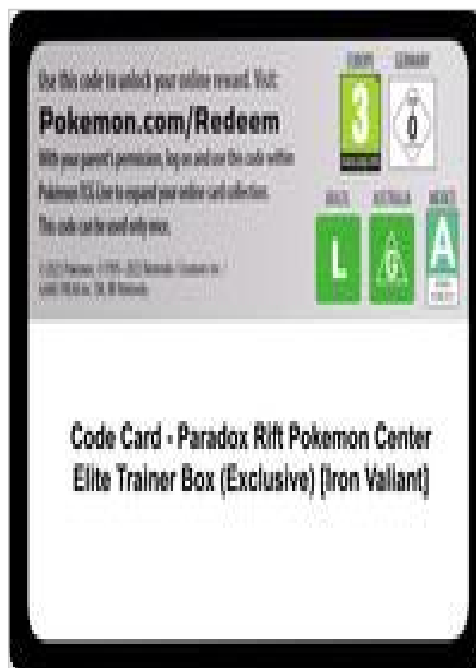 Use this code to unlock your online reward. Visit:
Pokemon.com/Redeem
With your parent's permission, log on and use this code within
Pokémon TCG Live to expand your online card collection.
This code can be used only once.
EUROPE GERMANY
3
0
BRAZIL AUSTRALIA MEXICO
L G A
Code Card - Paradox Rift Pokemon Center
Elite Trainer Box (Exclusive) [Iron Valiant]